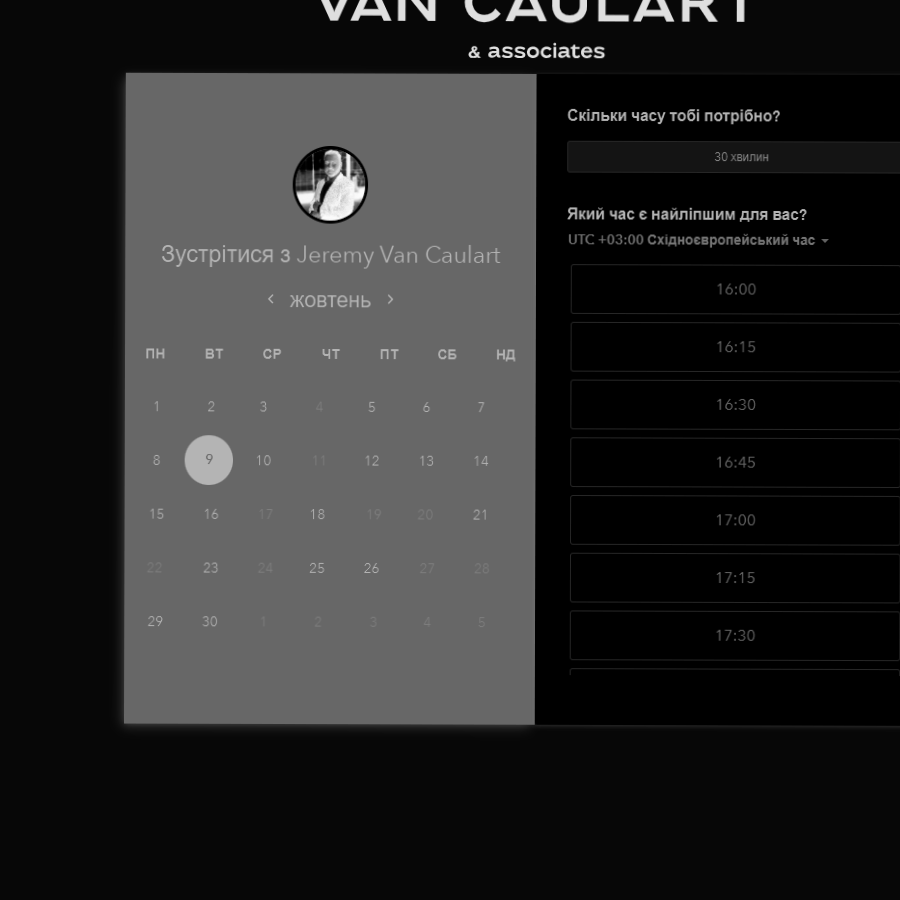 VAN CAULART
& associates
Зустрітися з Jeremy Van Caulart
жовтень
ПН ВТ СР ЧТ ПТ СБ НД
1 2 3 4 5 6 7
8 9 10 11 12 13 14
15 16 17 18 19 20 21
22 23 24 25 26 27 28
29 30 1 2 3 4 5
Скільки часу тобі потрібно?
30 хвилин
Який час є найліпшим для вас?
UTC +03:00 Східноєвропейський час
16:00
16:15
16:30
16:45
17:00
17:15
17:30